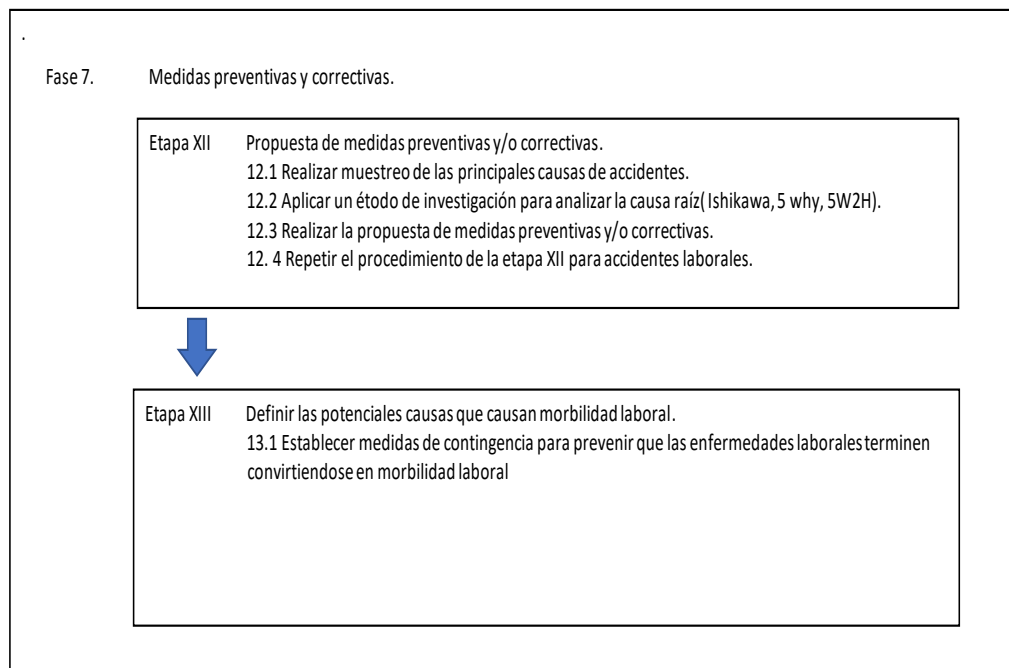 .
Fase 7. Medidas preventivas y correctivas.
Etapa XII Propuesta de medidas preventivas y/o correctivas.
12.1 Realizar muestreo de las principales causas de accidentes.
12.2 Aplicar un étodo de investigación para analizar la causa raíz( Ishikawa, 5 why, 5W2H).
12.3 Realizar la propuesta de medidas preventivas y/o correctivas.
12. 4 Repetir el procedimiento de la etapa XII para accidentes laborales.
Etapa XIII Definir las potenciales causas que causan morbilidad laboral.
13.1 Establecer medidas de contingencia para prevenir que las enfermedades laborales terminen
convirtiendose en morbilidad laboral